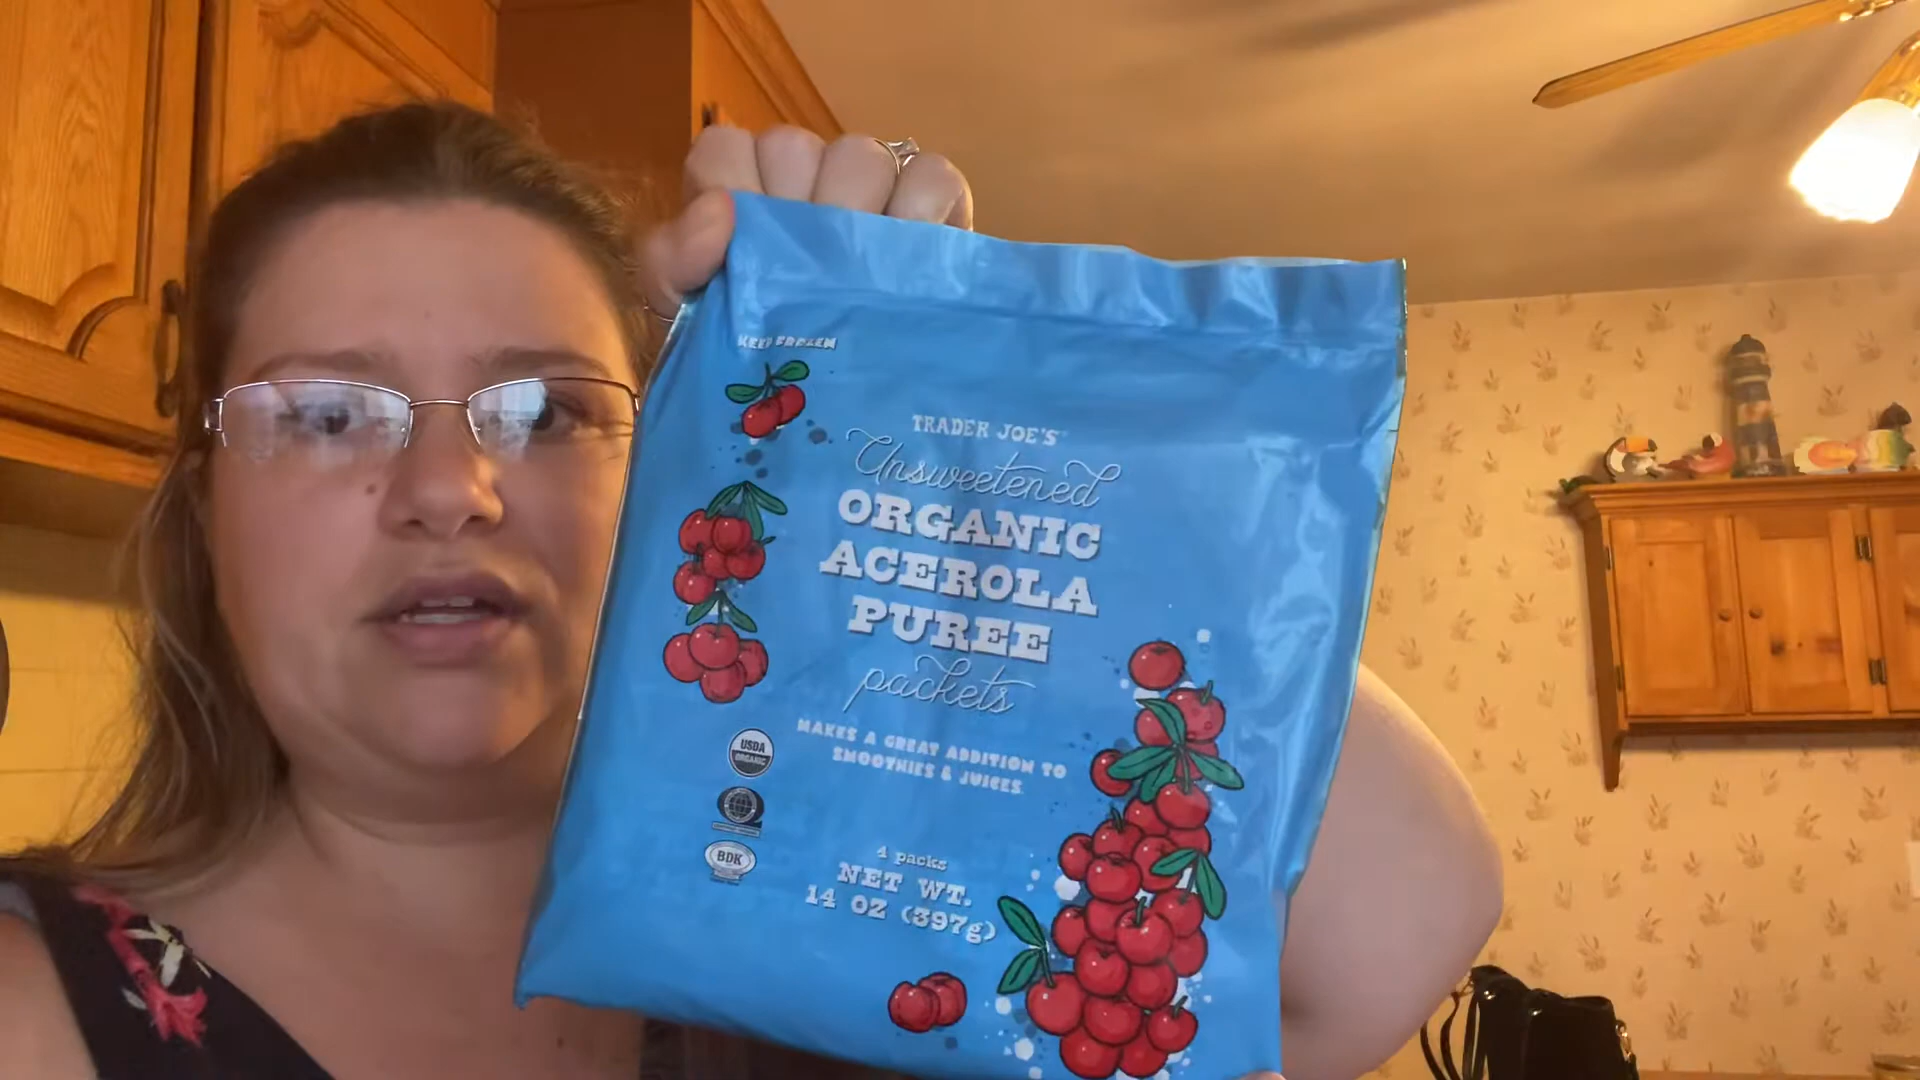 KEEP FROZEN
TRADER JOE'S
Unsweetened
ORGANIC
ACEROLA
PUREE
packets
MAKES A GREAT ADDITION TO
SMOOTHIES & JUICES
USDA
ORGANIC
BDK
4 packs
NET WT.
14 OZ (397g)